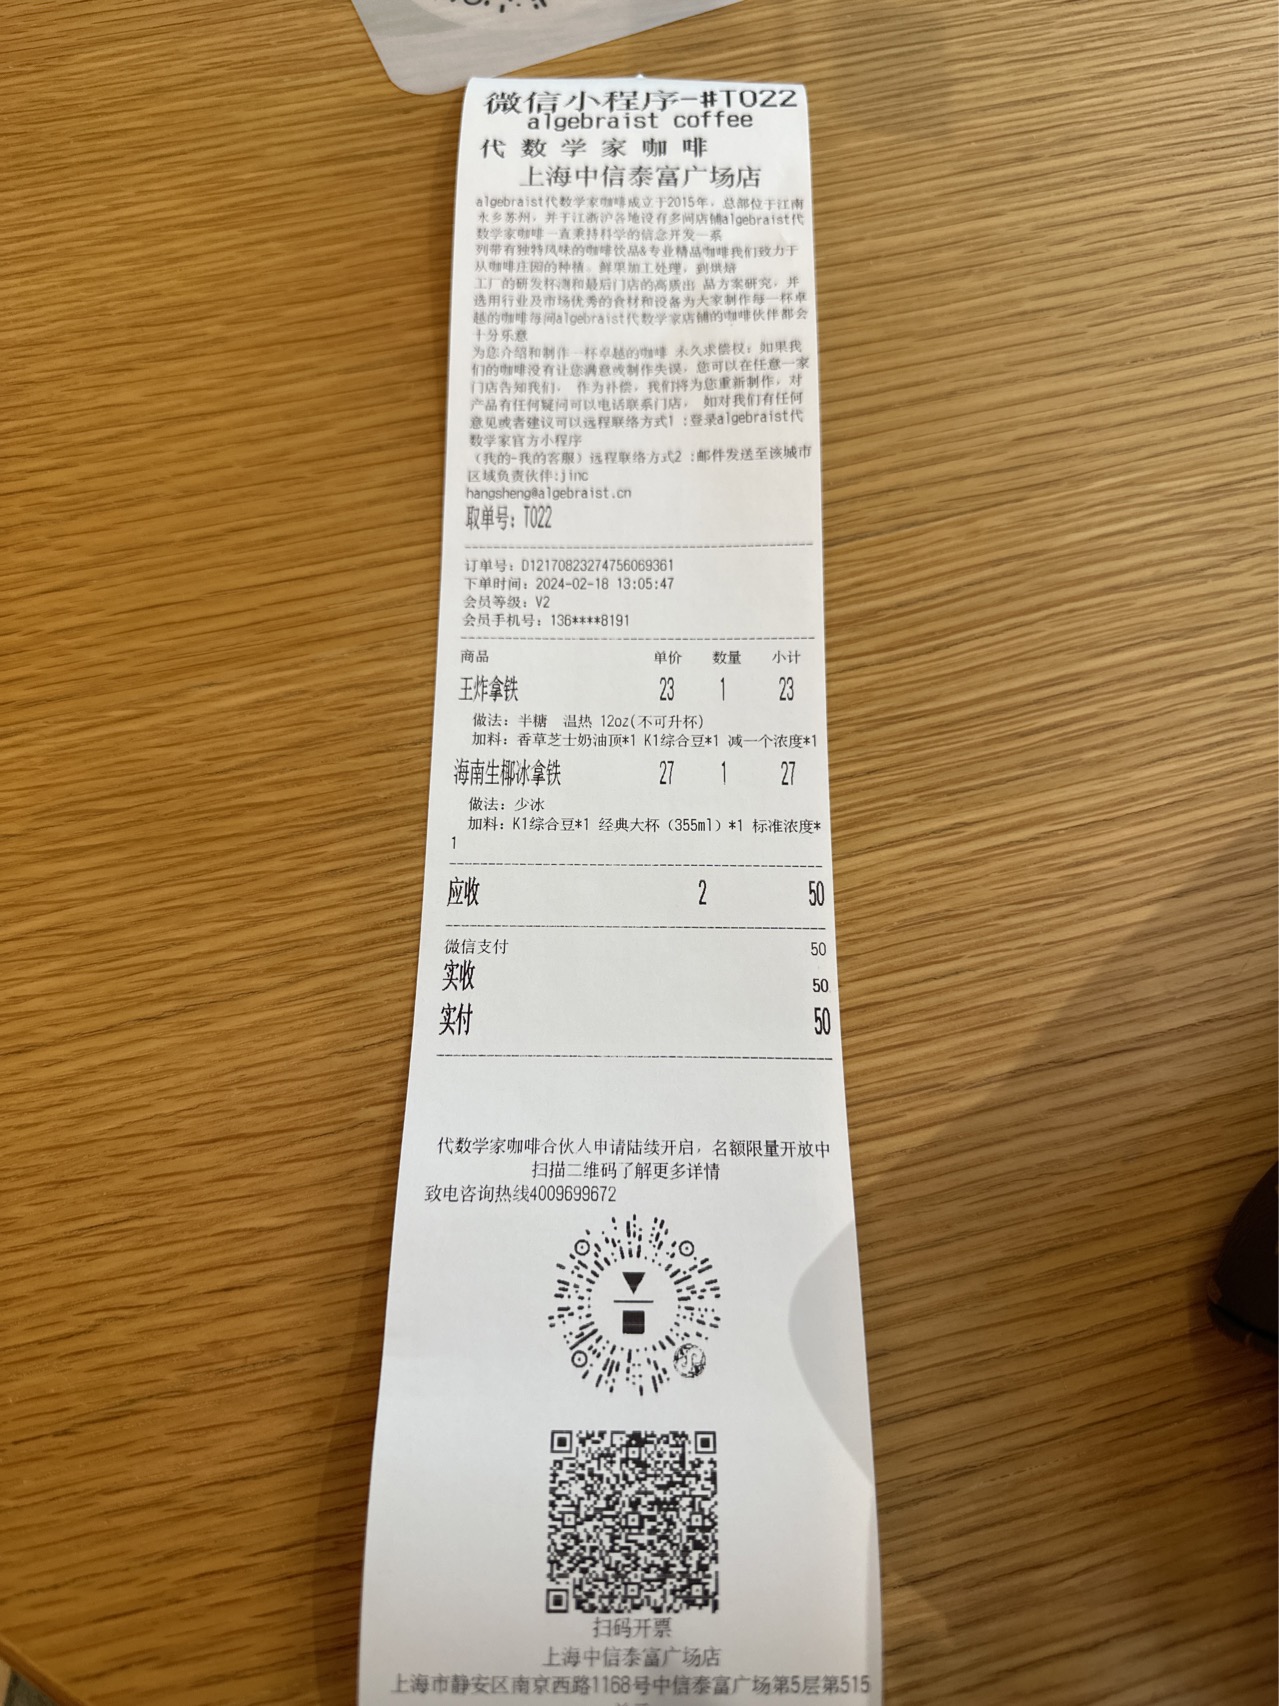 微信小程序-#T022
algebraist coffee
代数学家咖啡
上海中信泰富广场店
algebraist代数学家咖啡成立于2015年，总部位于江南
水乡苏州，并于江浙沪各地设有多间店铺algebraist代
数学家咖啡一直秉持科学的信念开发一系
列带有独特风味的咖啡饮品&专业精品咖啡我们致力于
从咖啡庄园的种植，鲜果加工处理，到烘焙
工厂的研发杯测和最后门店的高质出 品方案研究，并
选用行业及市场优秀的食材和设备为大家制作每一杯卓
越的咖啡每间algebraist代数学家店铺的咖啡伙伴都会
十分乐意
为您介绍和制作一杯卓越的咖啡 永久求偿权：如果我
们的咖啡没有让您满意或制作失误，您可以在任意一家
门店告知我们， 作为补偿，我们将为您重新制作，对
产品有任何疑问可以电话联系门店， 如对我们有任何
意见或者建议可以远程联络方式1 :登录algebraist代
数学家官方小程序
（我的-我的客服）远程联络方式2 :邮件发送至该城市
区域负责伙伴:jinc
hangsheng@algebraist.cn
取单号：T022
订单号：D12170823274756069361
下单时间：2024-02-18 13:05:47
会员等级：V2
会员手机号：136****8191
商品 单价 数量 小计
王炸拿铁 23 1 23
做法：半糖 温热 12oz(不可升杯)
加料：香草芝士奶油顶*1 K1综合豆*1 减一个浓度*1
海南生椰冰拿铁 27 1 27
做法：少冰
加料：K1综合豆*1 经典大杯（355ml）*1 标准浓度*
1
应收 2 50
微信支付 50
实收 50
实付 50
代数学家咖啡合伙人申请陆续开启，名额限量开放中
扫描二维码了解更多详情
致电咨询热线4009699672
扫码开票
上海中信泰富广场店
上海市静安区南京西路1168号中信泰富广场第5层第515